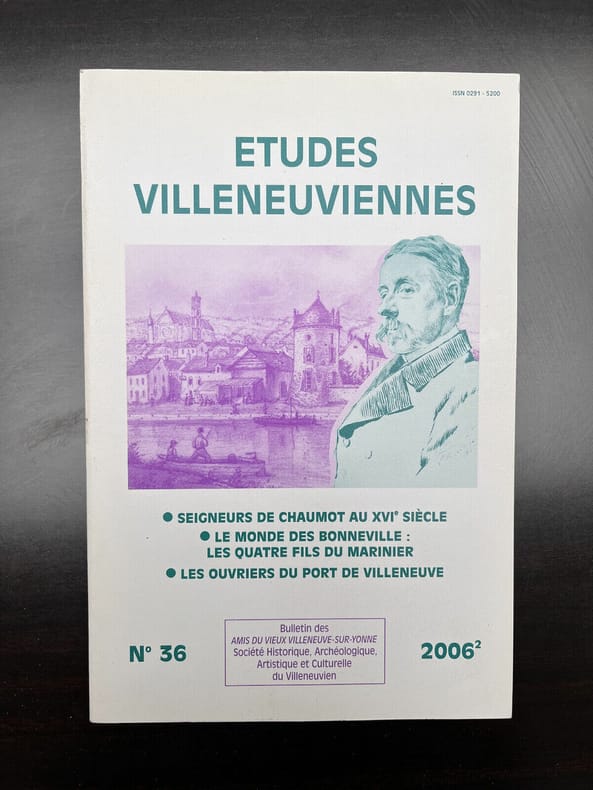 ISSN 0291 - 5200
ETUDES
VILLENEUVIENNES
● SEIGNEURS DE CHAUMOT AU XVIe SIÈCLE
● LE MONDE DES BONNEVILLE :
LES QUATRE FILS DU MARINIER
● LES OUVRIERS DU PORT DE VILLENEUVE
N° 36
Bulletin des
AMIS DU VIEUX VILLENEUVE-SUR-YONNE
Société Historique, Archéologique,
Artistique et Culturelle
du Villeneuvien
2006²